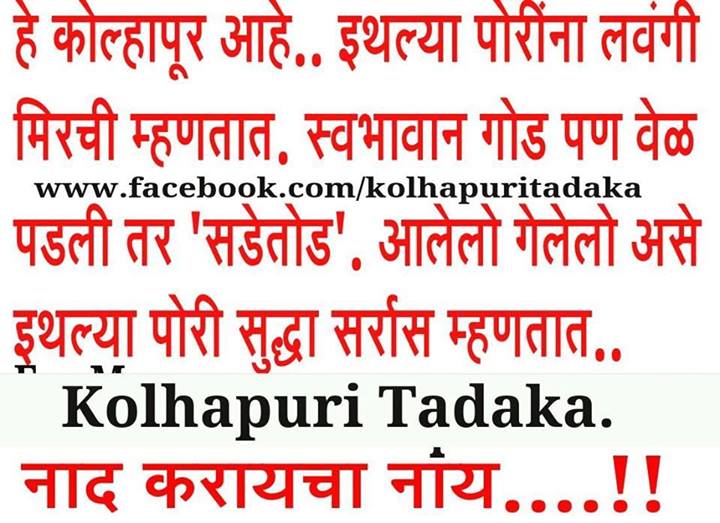 हे कोल्हापूर आहे.. इथल्या पोरींना लवंगी
मिरची म्हणतात. स्वभावान गोड पण वेळ
www.facebook.com/kolhapuritadaka
पडली तर 'सडेतोड'. आलेलो गेलेलो असे
इथल्या पोरी सुद्धा सर्रास म्हणतात..
Kolhapuri Tadaka.
नाद करायचा नाय....!!